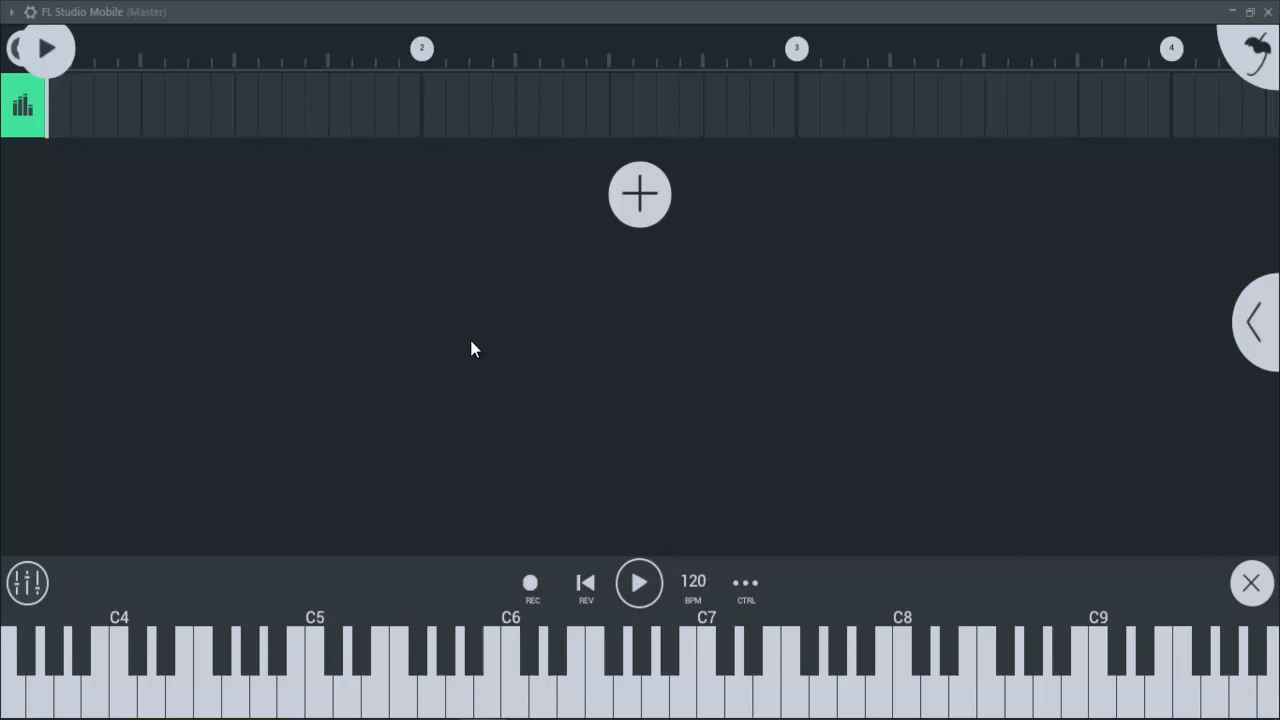 FL Studio Mobile (Master)
2 3 4
120
REC REV BPM CTRL
C4 C5 C6 C7 C8 C9